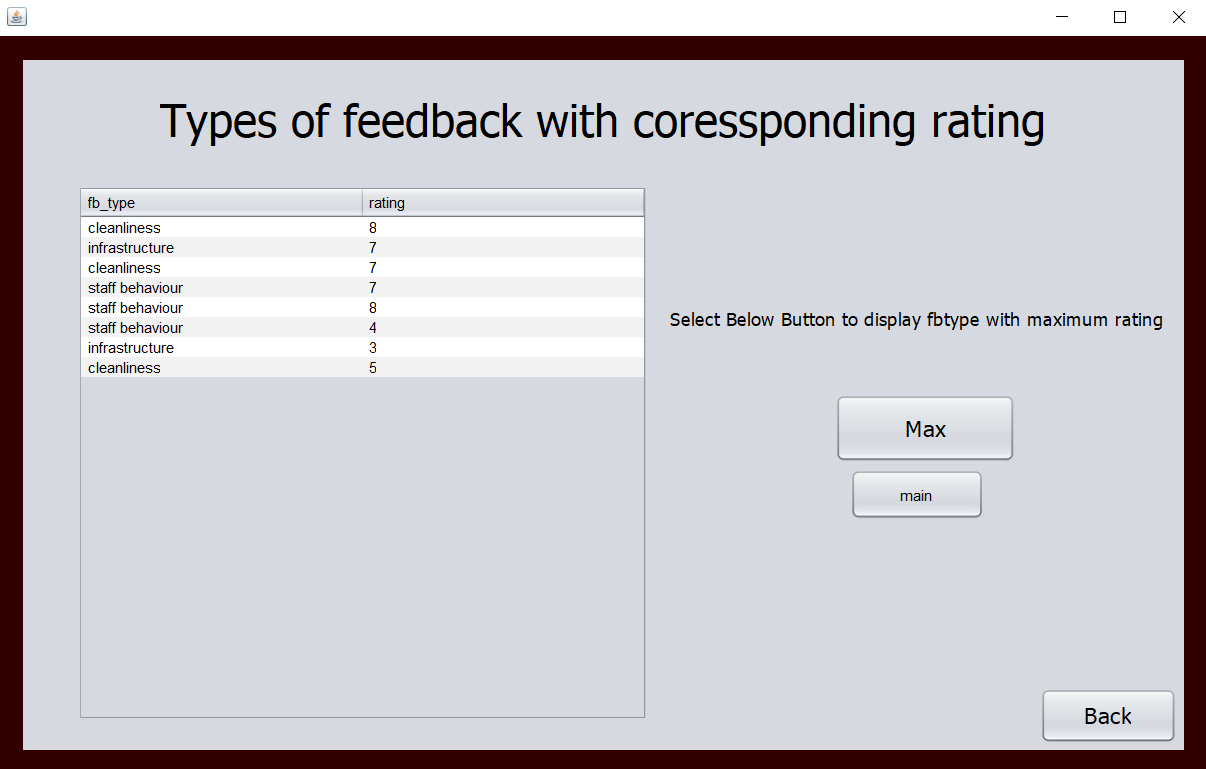 Types of feedback with coressponding rating
fb_type rating
cleanliness 8
infrastructure 7
cleanliness 7
staff behaviour 7
staff behaviour 8
staff behaviour 4
infrastructure 3
cleanliness 5
Select Below Button to display fbtype with maximum rating
Max
main
Back